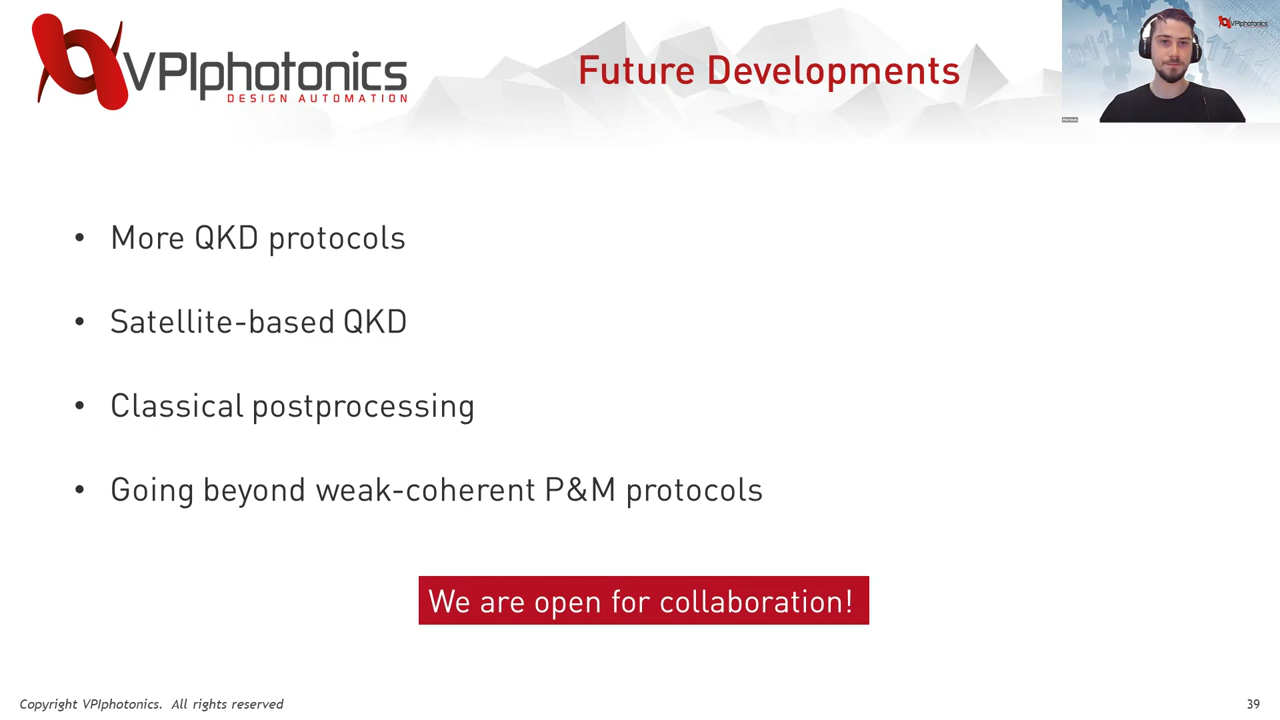 VPIphotonics
DESIGN AUTOMATION
Future Developments
VPIphotonics
• More QKD protocols
• Satellite-based QKD
• Classical postprocessing
• Going beyond weak-coherent P&M protocols
We are open for collaboration!
Copyright VPIphotonics. All rights reserved
39